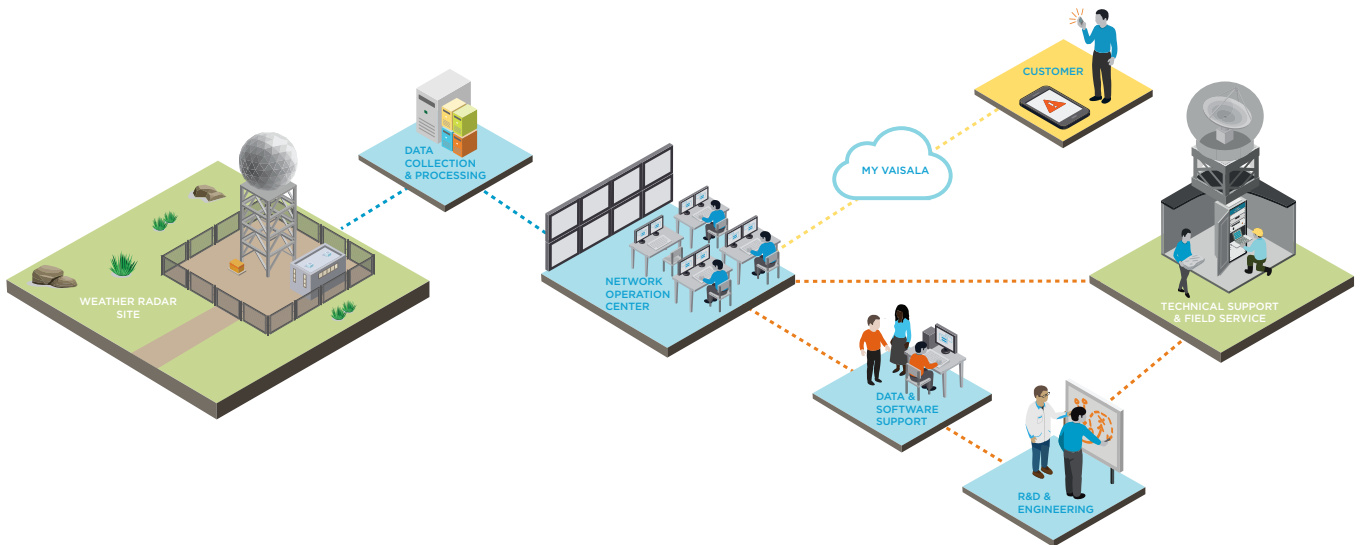 WEATHER RADAR
SITE
DATA
COLLECTION
& PROCESSING
NETWORK
OPERATION
CENTER
MY VAISALA
CUSTOMER
TECHNICAL SUPPORT
& FIELD SERVICE
DATA &
SOFTWARE
SUPPORT
R&D &
ENGINEERING